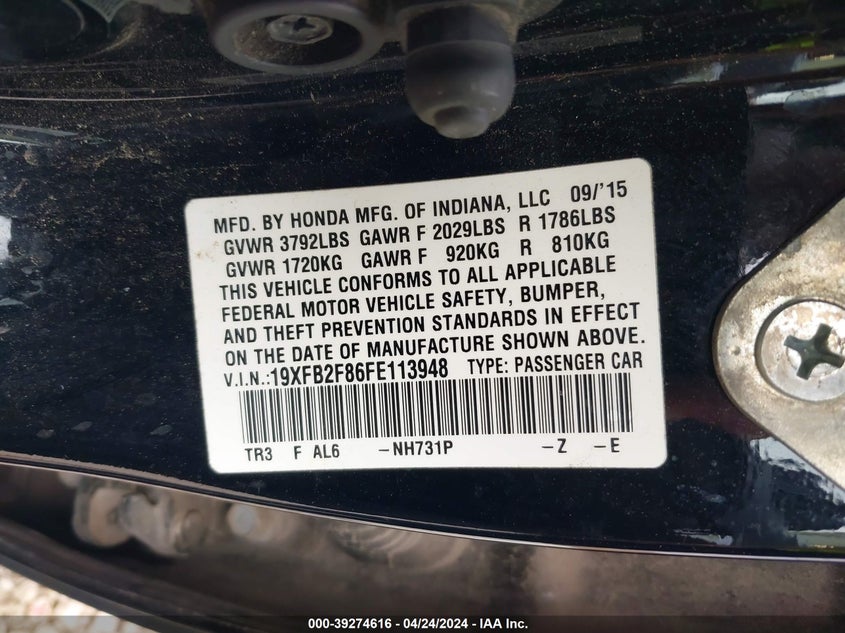 MFD. BY HONDA MFG. OF INDIANA, LLC 09/'15
GVWR 3792LBS GAWR F 2029LBS R 1786LBS
GVWR 1720KG GAWR F 920KG R 810KG
THIS VEHICLE CONFORMS TO ALL APPLICABLE
FEDERAL MOTOR VEHICLE SAFETY, BUMPER,
AND THEFT PREVENTION STANDARDS IN EFFECT
ON THE DATE OF MANUFACTURE SHOWN ABOVE.
V.I.N.:19XFB2F86FE113948 TYPE: PASSENGER CAR
TR3 F AL6 -NH731P -Z -E
000-39274616 - 04/24/2024 - IAA Inc.